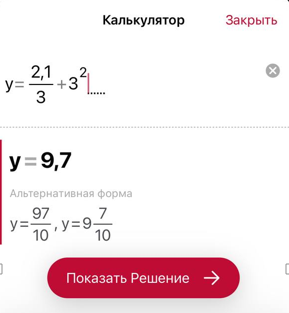 Калькулятор Закрыть
y=2,1/3+3²
y=9,7
Альтернативная форма
y=97/10, y=9 7/10
Показать Решение →